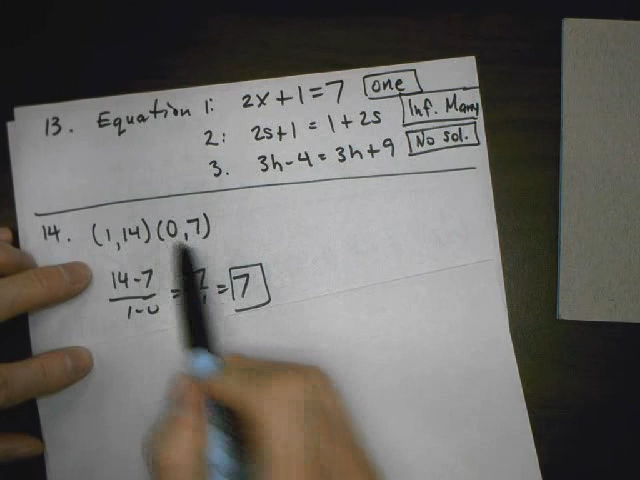 13. Equation 1: 2x+1=7 one
2: 2s+1=1+2s Inf. Many
3. 3h-4=3h+9 No sol.
14. (1,14)(0,7)
14-7
1-0
= 7 = 7